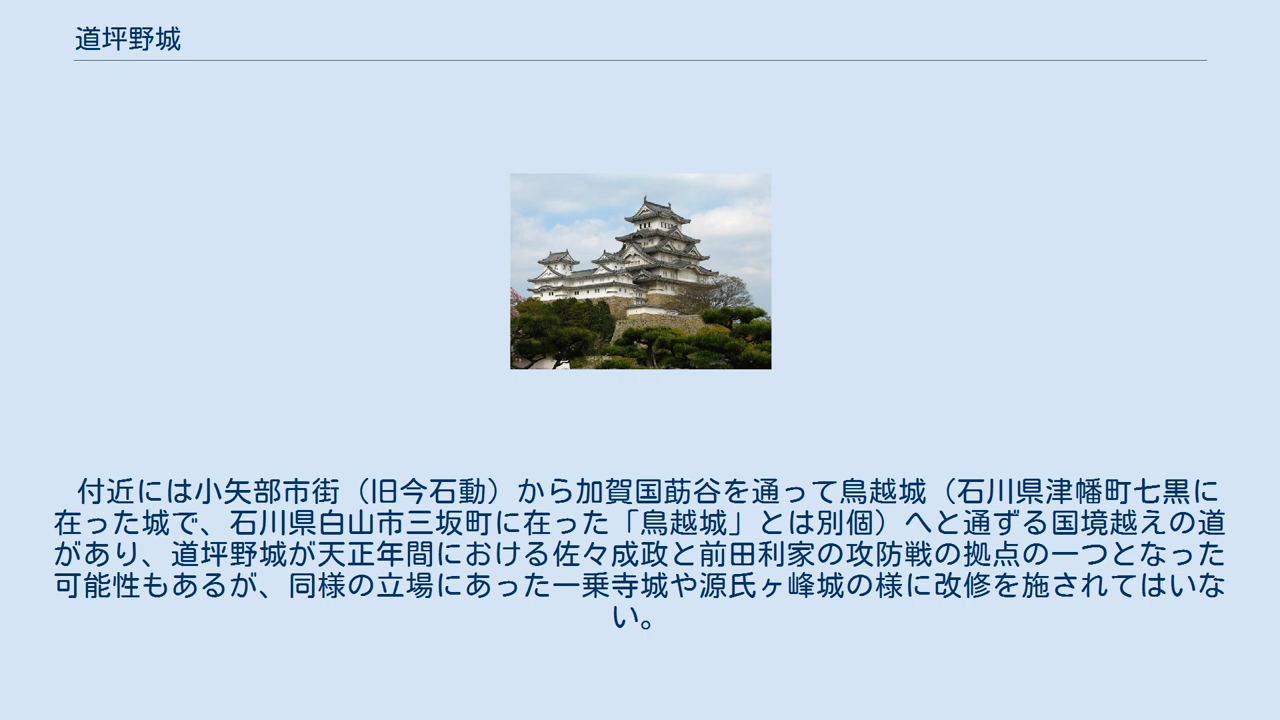 道坪野城
付近には小矢部市街（旧今石動）から加賀国莇谷を通って鳥越城（石川県津幡町七黒に
在った城で、石川県白山市三坂町に在った「鳥越城」とは別個）へと通ずる国境越えの道
があり、道坪野城が天正年間における佐々成政と前田利家の攻防戦の拠点の一つとなった
可能性もあるが、同様の立場にあった一乗寺城や源氏ヶ峰城の様に改修を施されてはいな
い。